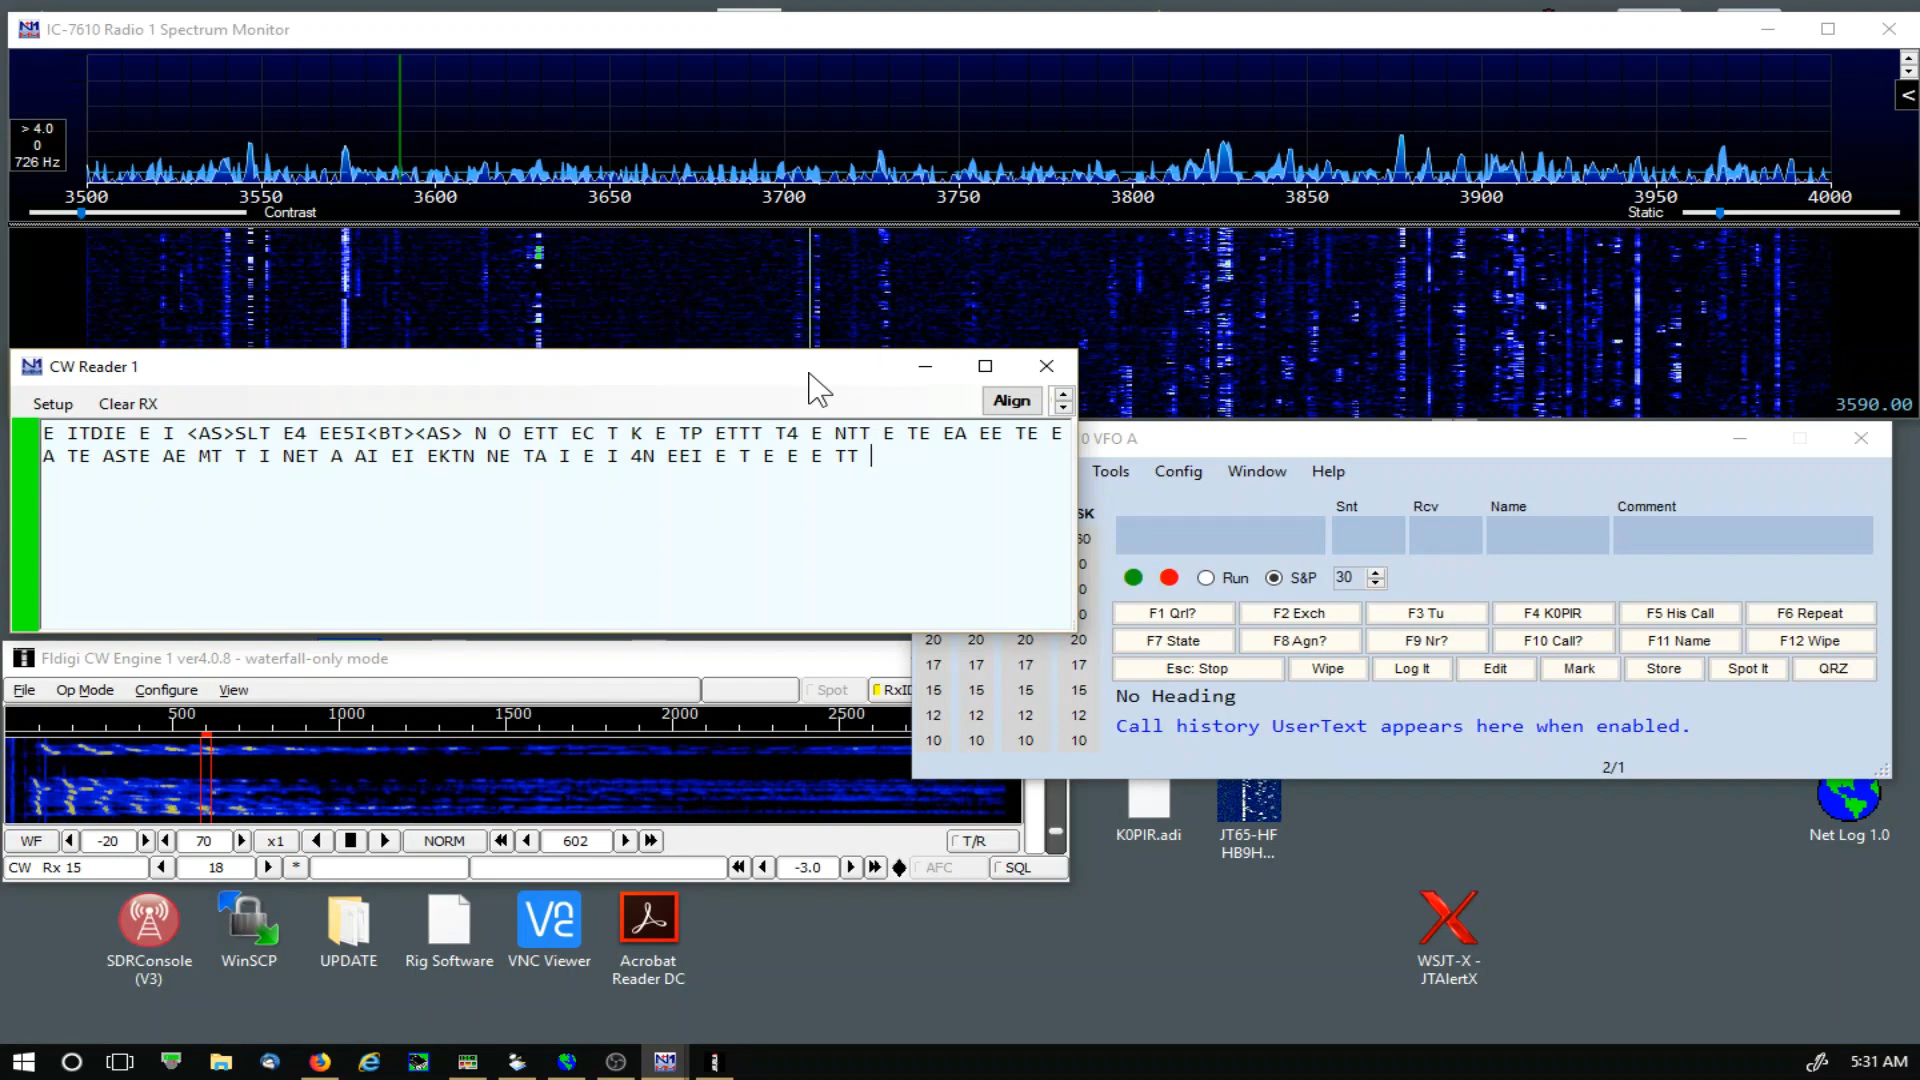 IC-7610 Radio 1 Spectrum Monitor
> 4.0
0
726 Hz
3500 3550 3600 3650 3700 3750 3800 3850 3900 3950 4000
Contrast
Static
<
3590.00
CW Reader 1
Setup Clear RX
Align
E ITDIE E I <AS>SLT E4 EE5I<BT><AS> N O ETT EC T K E TP ETTT T4 E NTT E TE EA EE TE E
A TE ASTE AE MT T I NET A AI EI EKTN NE TA I E I 4N EEI E T E E E TT
0 VFO A
Tools Config Window Help
SK
60
0
0
0
20 20 20 20
17 17 17 17
15 15 15 15
12 12 12 12
10 10 10 10
Snt Rcv Name Comment
Run S&P 30
F1 Qrl? F2 Exch F3 Tu F4 K0PIR F5 His Call F6 Repeat
F7 State F8 Agn? F9 Nr? F10 Call? F11 Name F12 Wipe
Esc: Stop Wipe Log It Edit Mark Store Spot It QRZ
No Heading
Call history UserText appears here when enabled.
2/1
Fldigi CW Engine 1 ver4.0.8 - waterfall-only mode
File Op Mode Configure View
Spot RxID
500 1000 1500 2000 2500
WF -20 70 x1 NORM 602 T/R
CW Rx 15 18 * -3.0 AFC SQL
K0PIR.adi
JT65-HF
HB9H...
Net Log 1.0
SDRConsole
(V3)
WinSCP
UPDATE
Rig Software
VNC Viewer
Acrobat
Reader DC
WSJT-X -
JTAlertX
5:31 AM